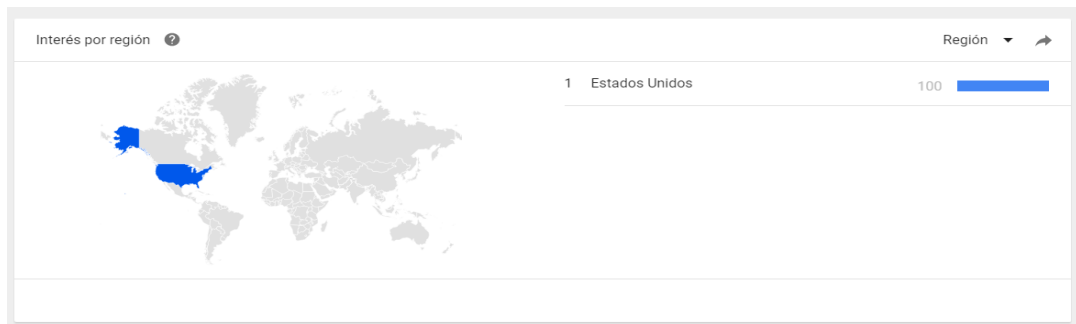 Interés por región ?
Región
1 Estados Unidos 100